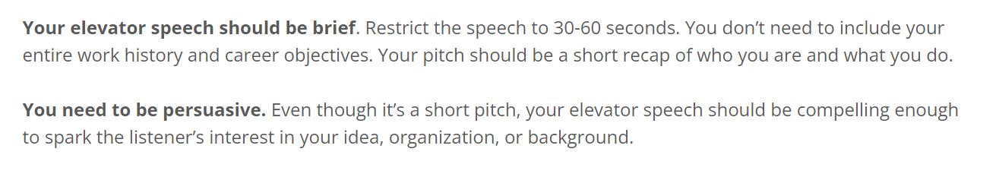 Your elevator speech should be brief. Restrict the speech to 30-60 seconds. You don’t need to include your
entire work history and career objectives. Your pitch should be a short recap of who you are and what you do.
You need to be persuasive. Even though it’s a short pitch, your elevator speech should be compelling enough
to spark the listener’s interest in your idea, organization, or background.